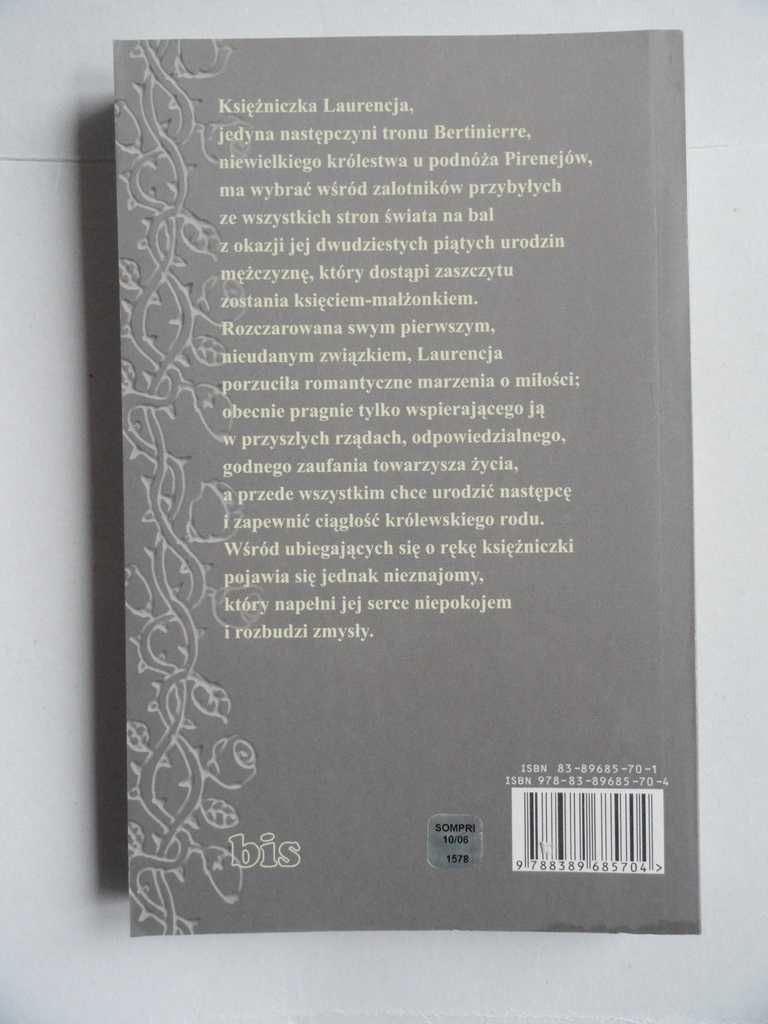 Księżniczka Laurencja,
jedyna następczyni tronu Bertinierre,
niewielkiego królestwa u podnóża Pirenejów,
ma wybrać wśród zalotników przybyłych
ze wszystkich stron świata na bal
z okazji jej dwudziestych piątych urodzin
mężczyznę, który dostąpi zaszczytu
zostania księciem-małżonkiem.
Rozczarowana swym pierwszym,
nieudanym związkiem, Laurencja
porzuciła romantyczne marzenia o miłości;
obecnie pragnie tylko wspierającego ją
w przyszłych rządach, odpowiedzialnego,
godnego zaufania towarzysza życia,
a przede wszystkim chce urodzić następcę
i zapewnić ciągłość królewskiego rodu.
Wśród ubiegających się o rękę księżniczki
pojawia się jednak nieznajomy,
który napełni jej serce niepokojem
i rozbudzi zmysły.
ISBN 83-89685-70-1
ISBN 978-83-89685-70-4
9 788389 685704 >
SOMPRI
10/06
1578
bis